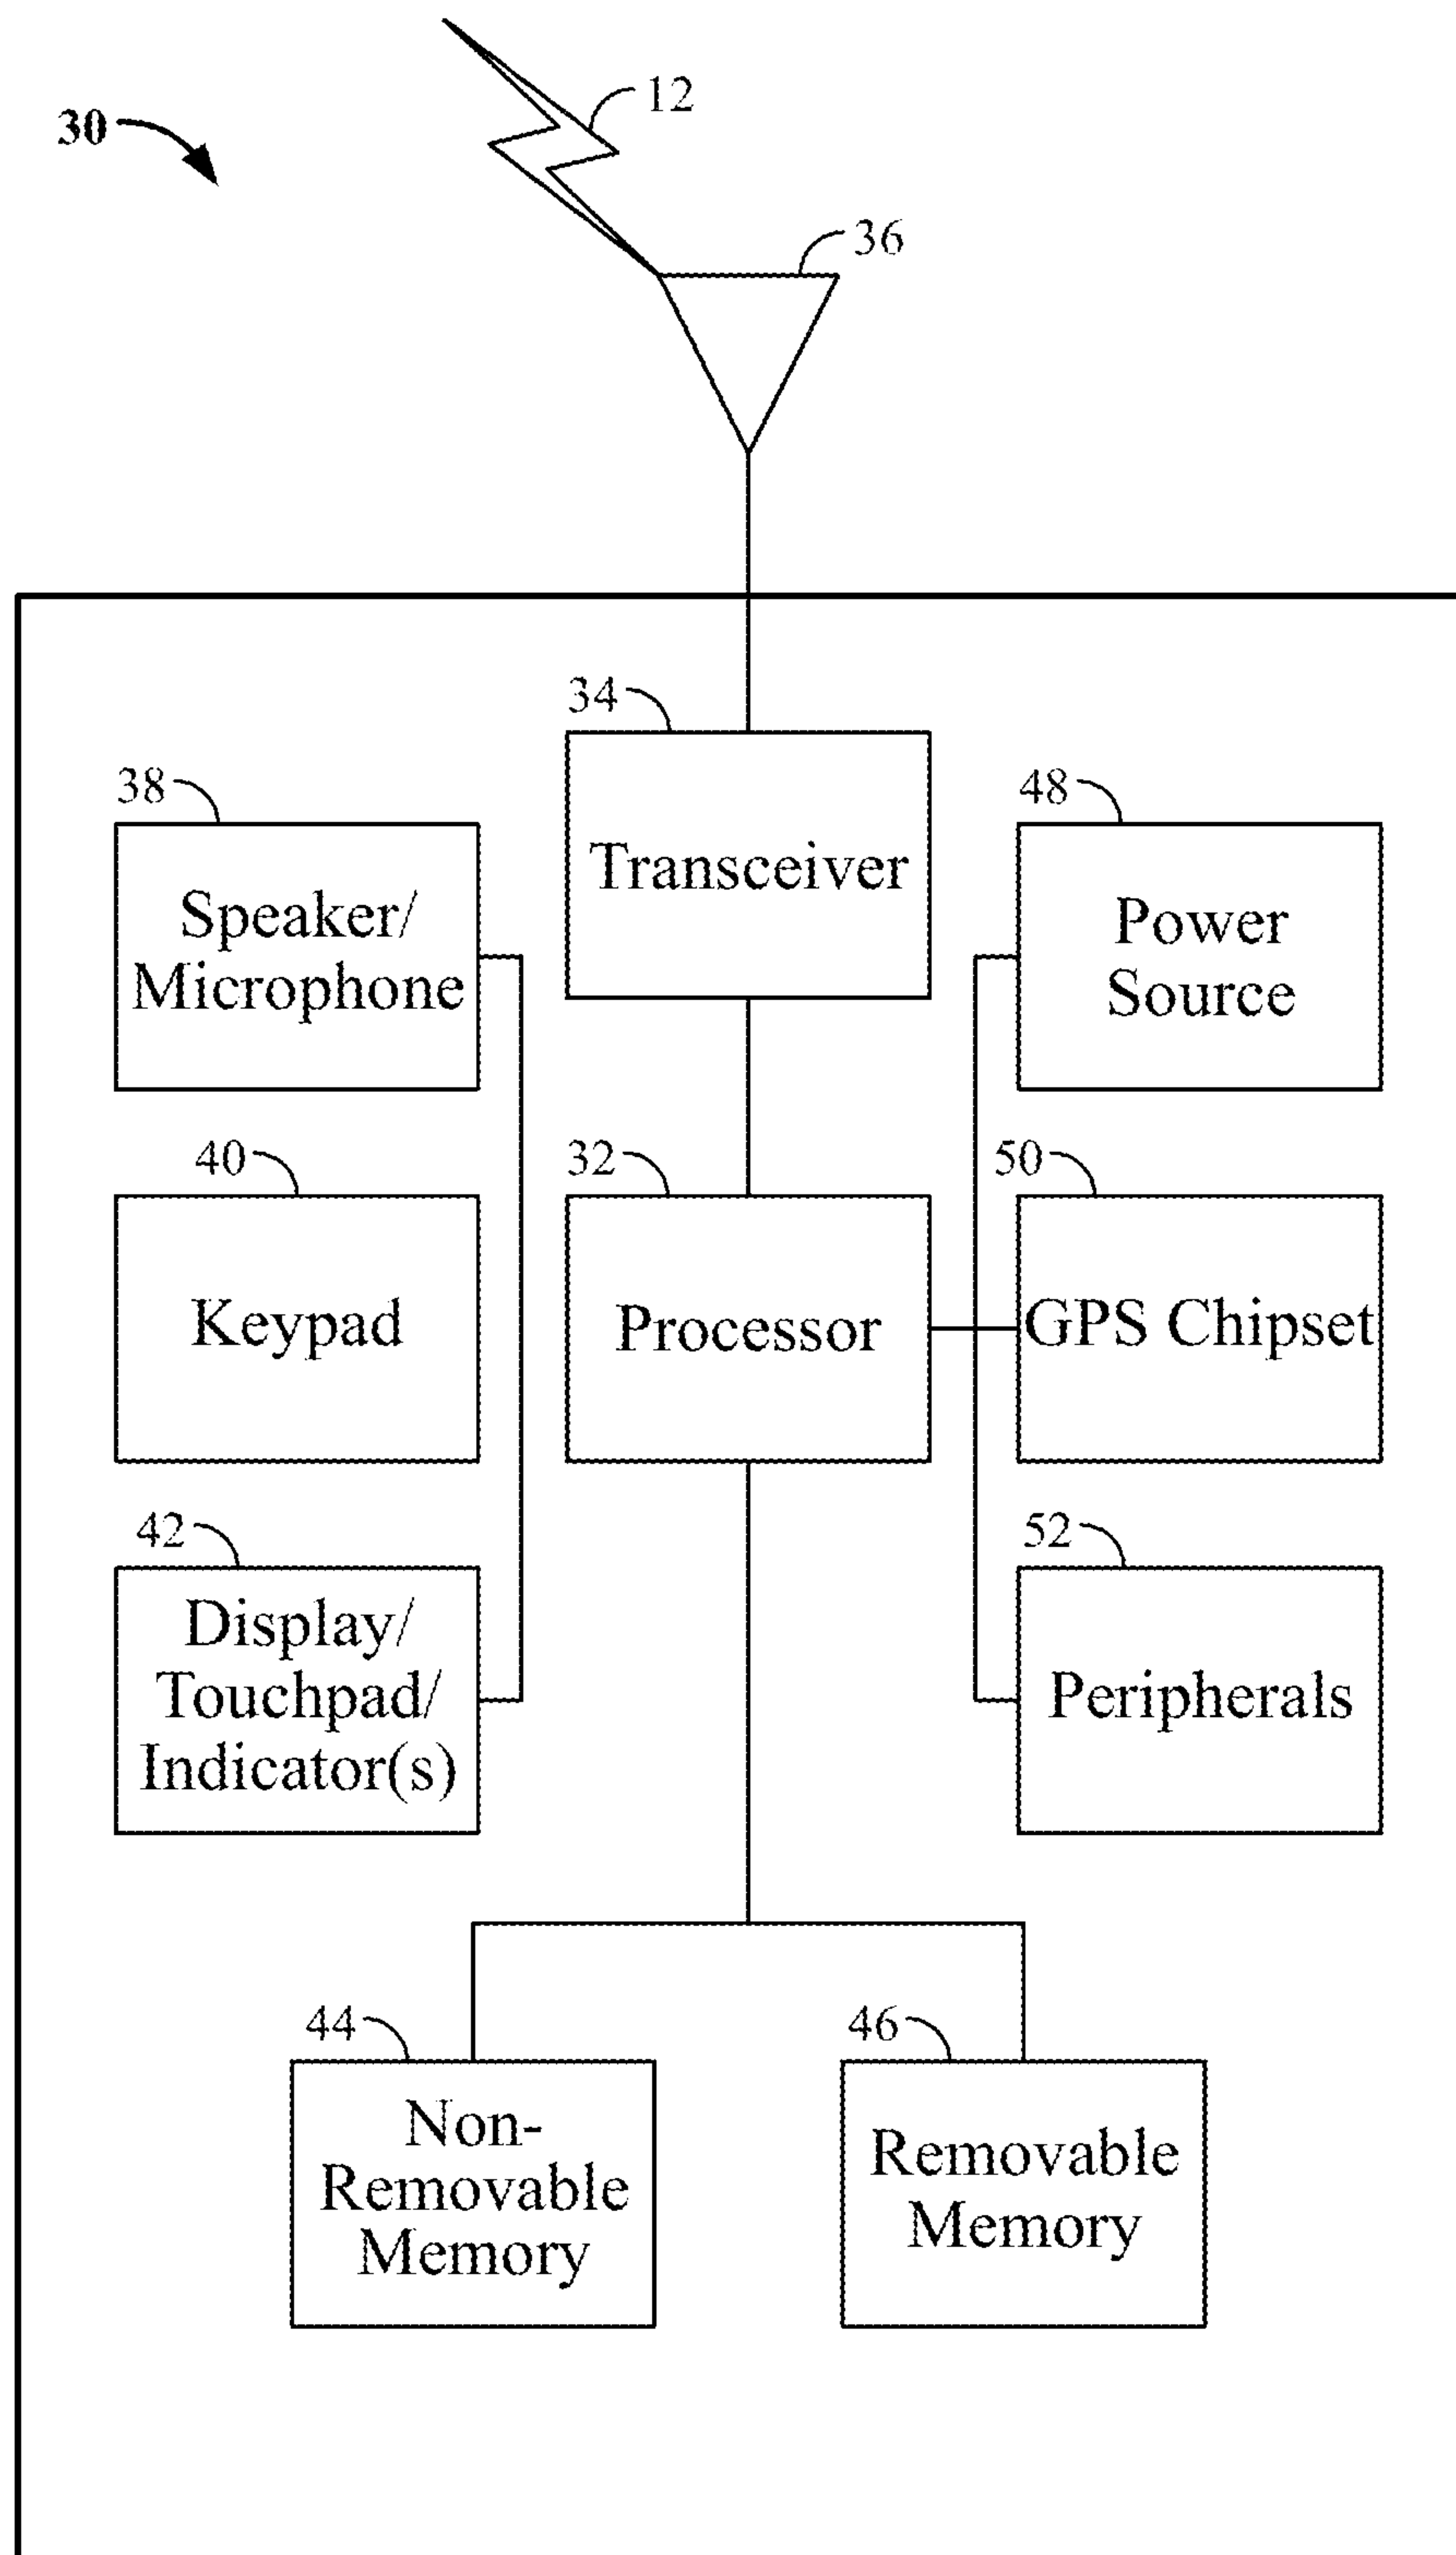 30
12
36
34
Transceiver
38
Speaker/
Microphone
48
Power
Source
40
Keypad
32
Processor
50
GPS Chipset
42
Display/
Touchpad/
Indicator(s)
52
Peripherals
44
Non-
Removable
Memory
46
Removable
Memory